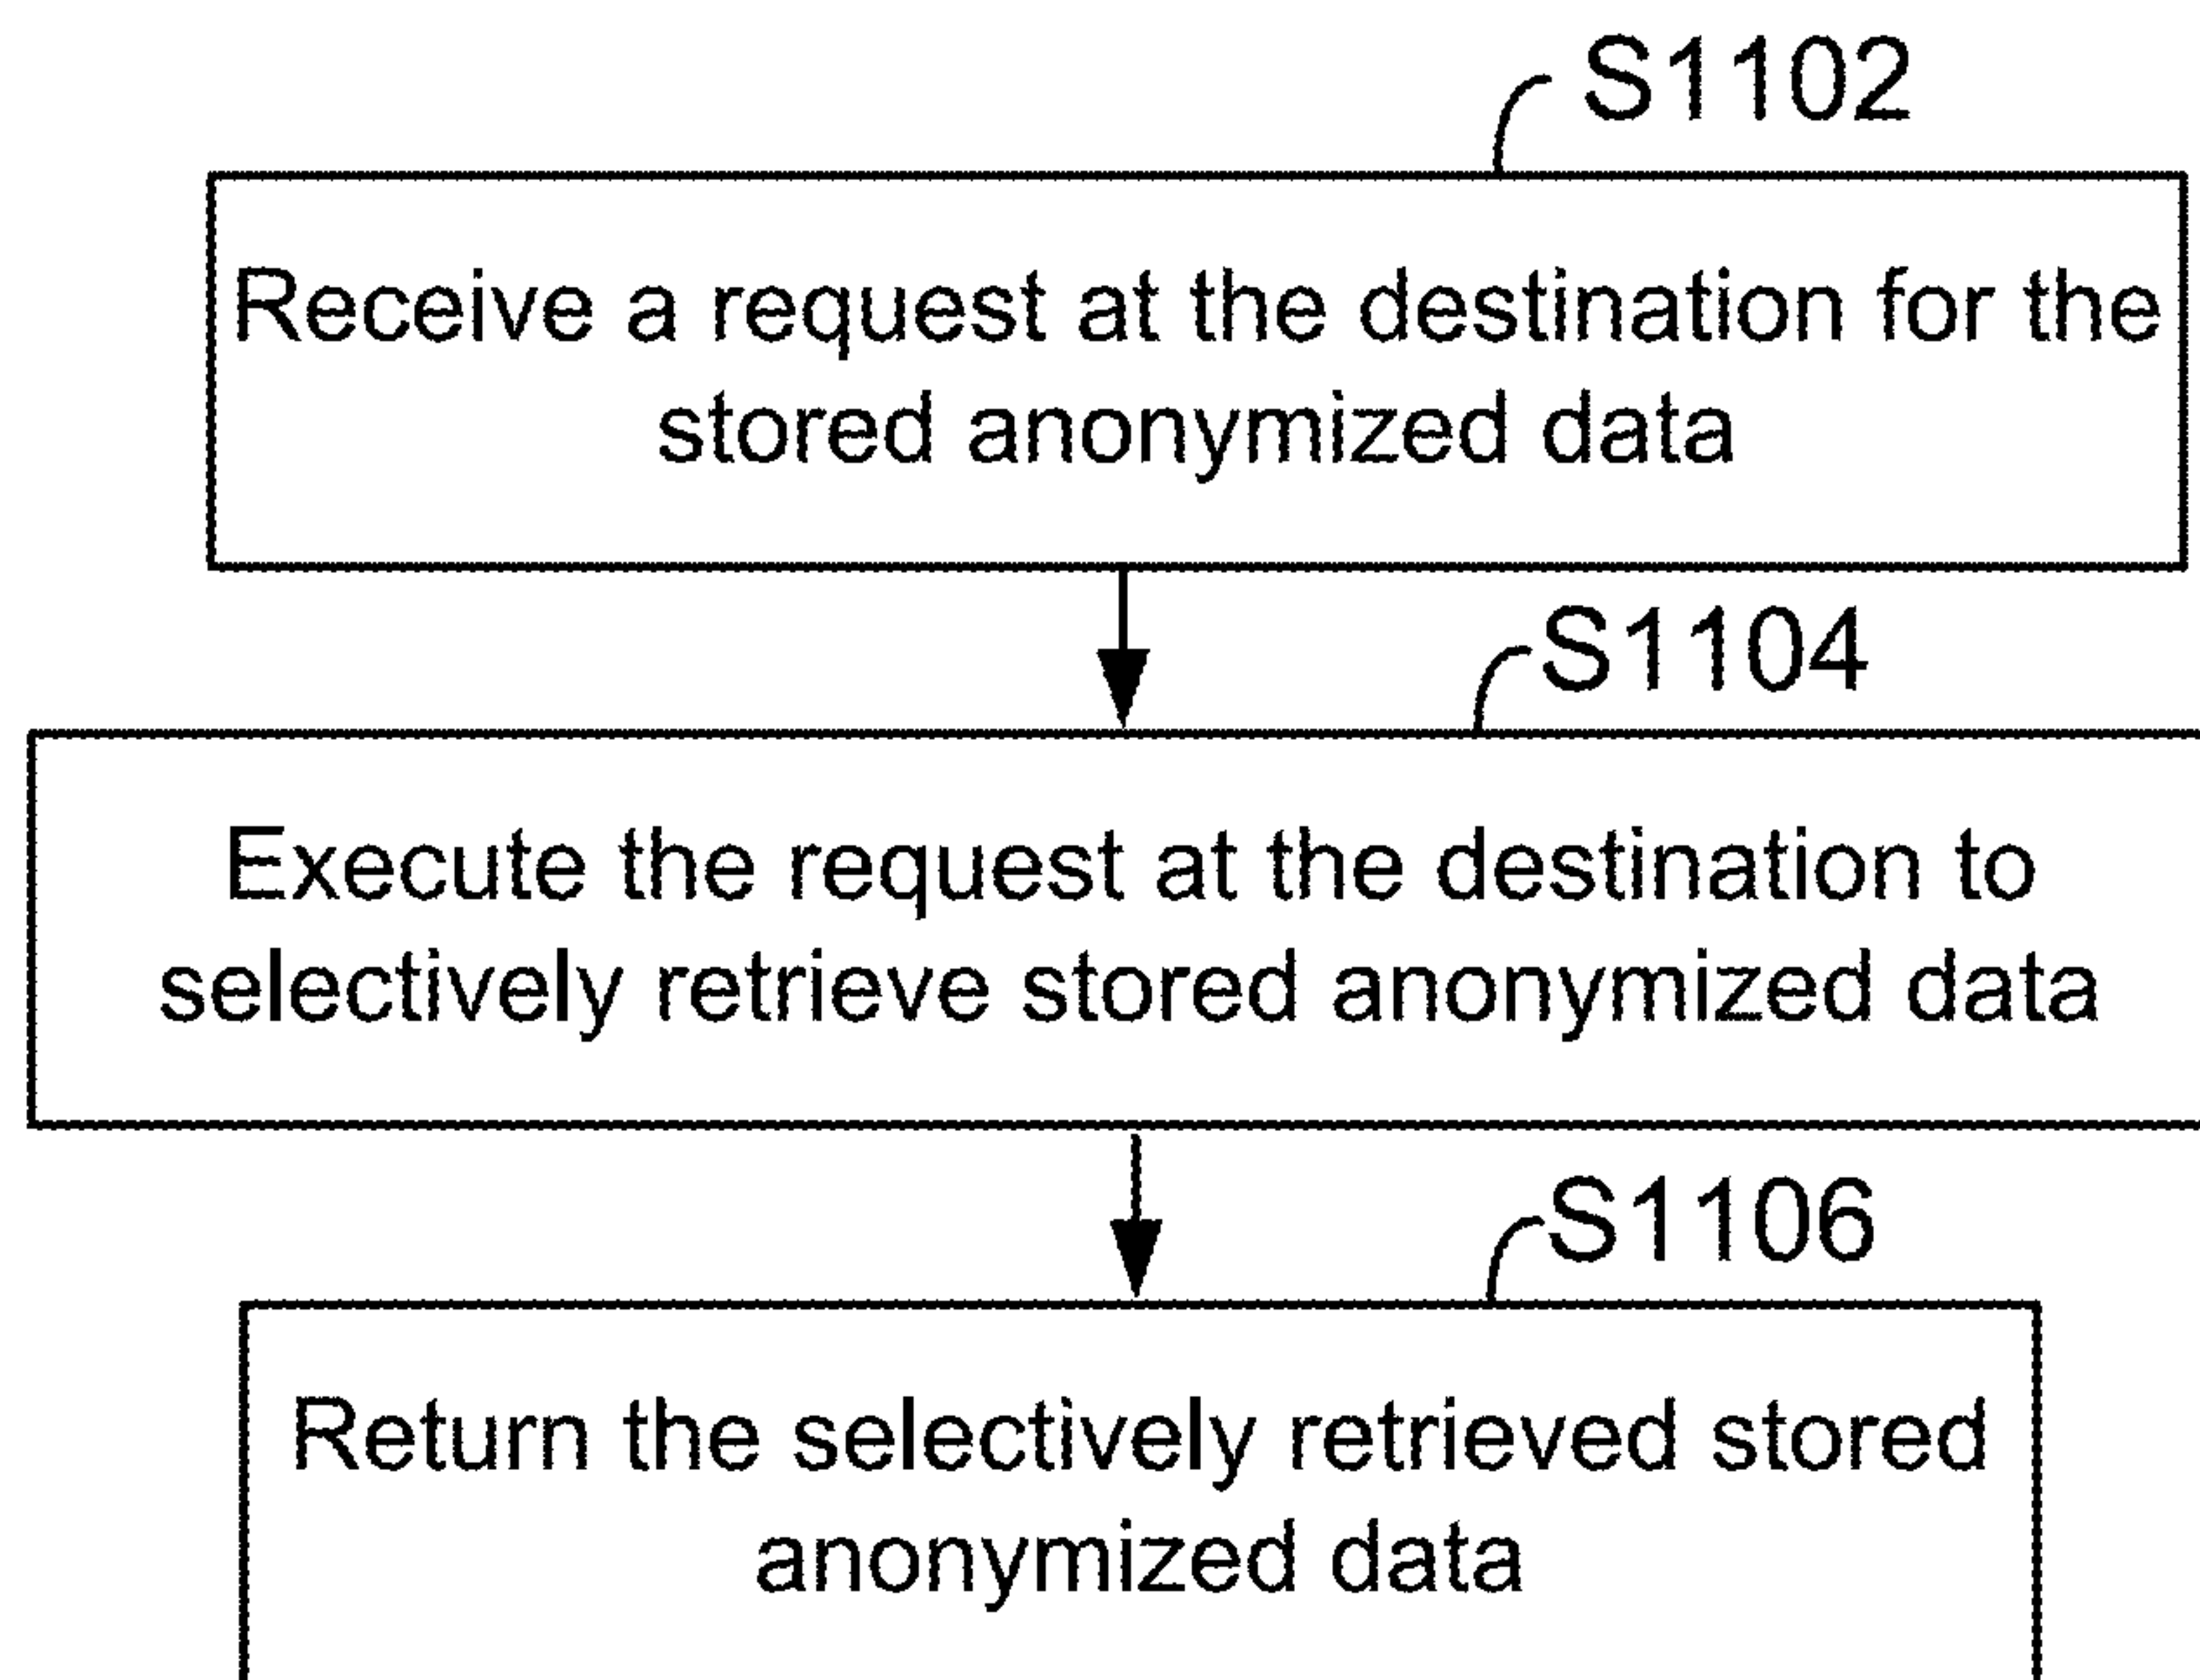 S1102
Receive a request at the destination for the
stored anonymized data
S1104
Execute the request at the destination to
selectively retrieve stored anonymized data
S1106
Return the selectively retrieved stored
anonymized data